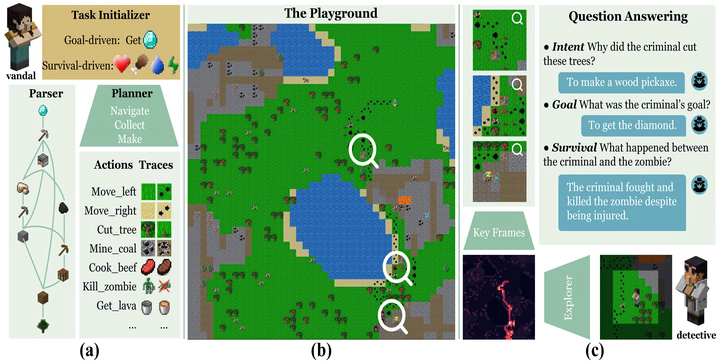 Task Initializer
Goal-driven: Get
Survival-driven:
vandal
Parser
Planner
Navigate
Collect
Make
Actions Traces
Move_left
Move_right
Cut_tree
Mine_coal
Cook_beef
Kill_zombie
Get_lava
... ...
(a)
The Playground
(b)
Key Frames
Question Answering
● Intent Why did the criminal cut
these trees?
To make a wood pickaxe.
● Goal What was the criminal's goal?
To get the diamond.
● Survival What happened between
the criminal and the zombie?
The criminal fought and
killed the zombie despite
being injured.
Explorer
detective
(c)